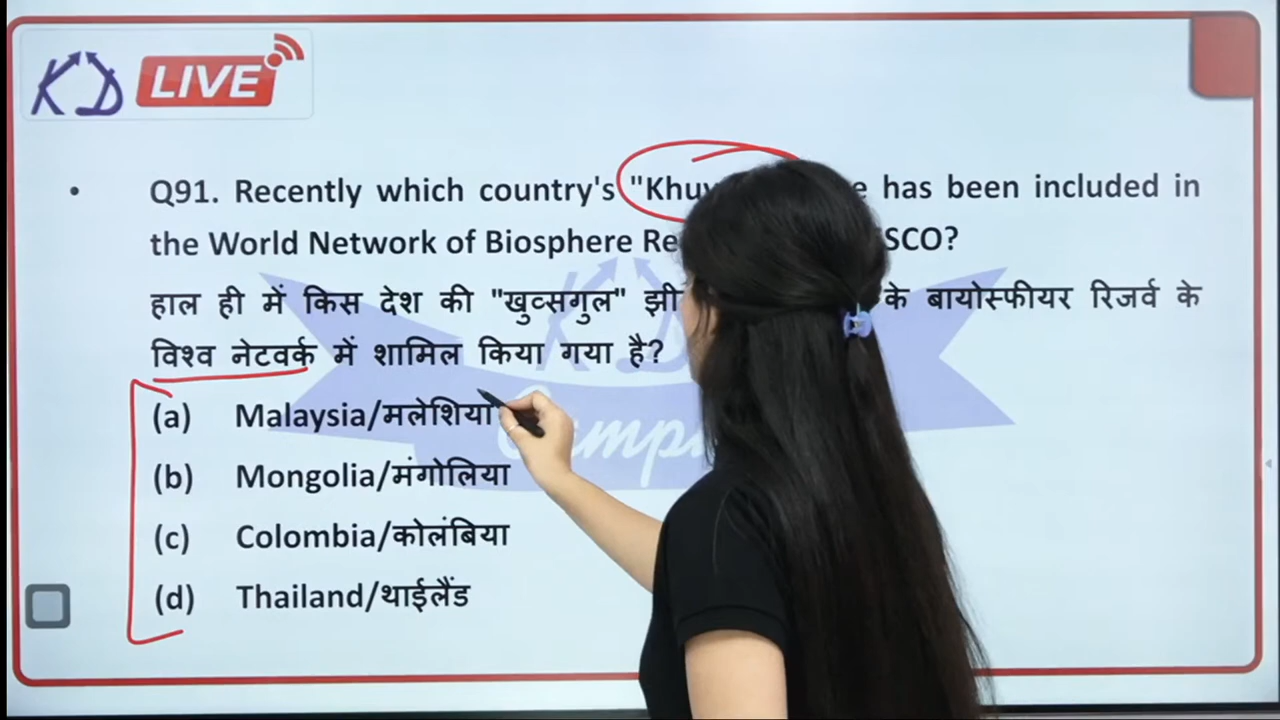 KD LIVE
• Q91. Recently which country's "Khuv e has been included in
the World Network of Biosphere Re SCO?
हाल ही में किस देश की "खुव्सगुल" झी के बायोस्फीयर रिजर्व के
विश्व नेटवर्क में शामिल किया गया है?
(a) Malaysia/मलेशिया
(b) Mongolia/मंगोलिया
(c) Colombia/कोलंबिया
(d) Thailand/थाईलैंड